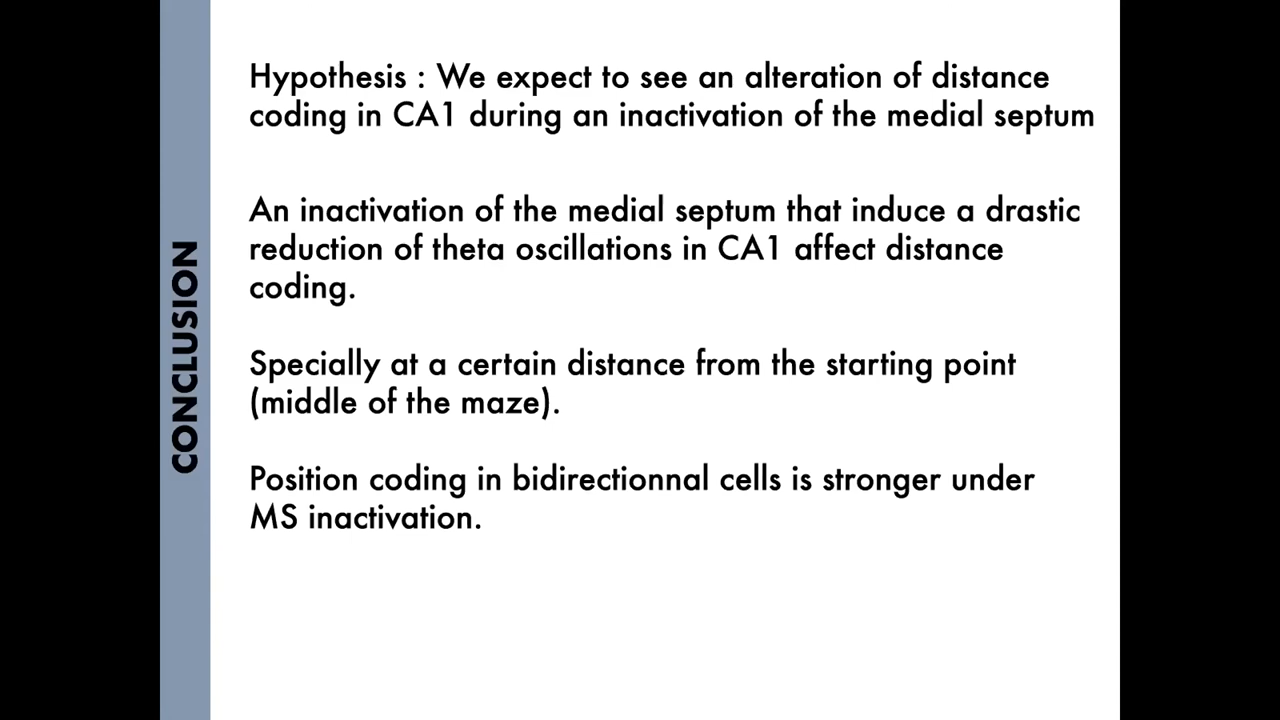 CONCLUSION
Hypothesis : We expect to see an alteration of distance
coding in CA1 during an inactivation of the medial septum
An inactivation of the medial septum that induce a drastic
reduction of theta oscillations in CA1 affect distance
coding.
Specially at a certain distance from the starting point
(middle of the maze).
Position coding in bidirectionnal cells is stronger under
MS inactivation.